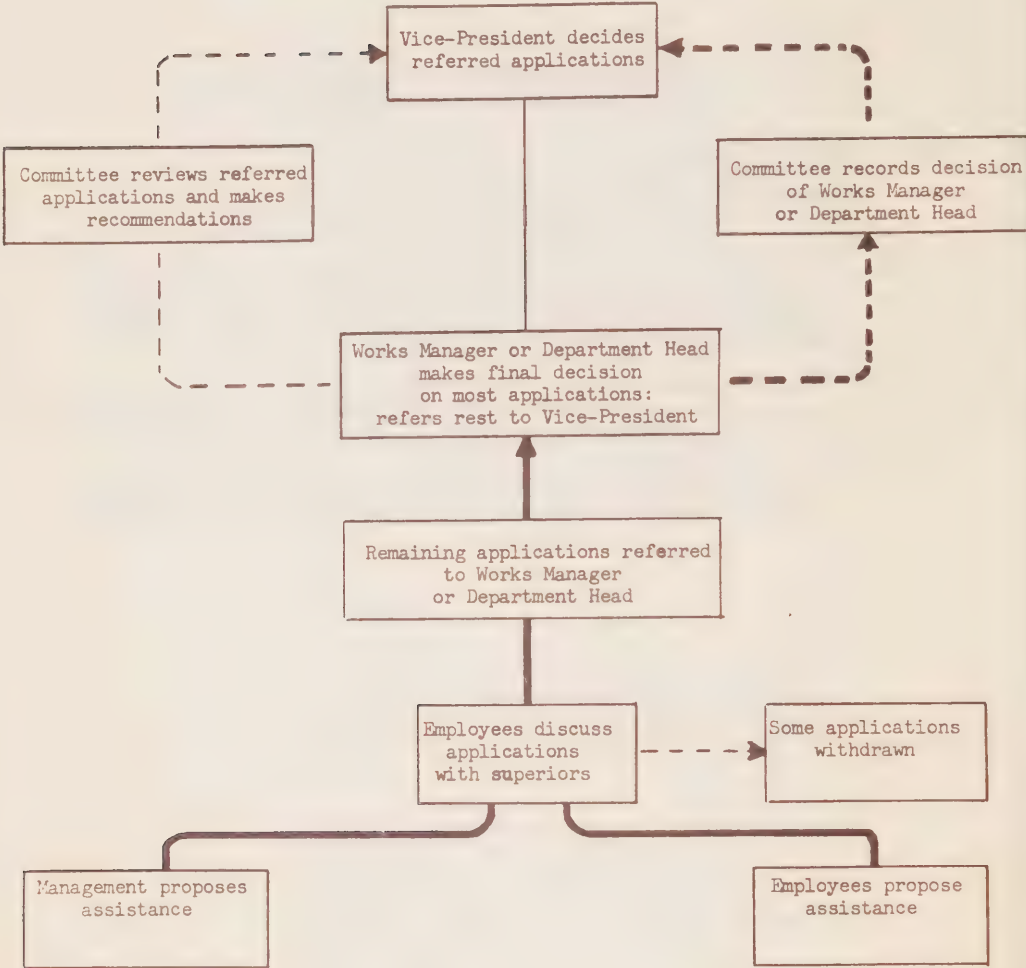 Vice-President decides
referred applications
Committee reviews referred
applications and makes
recommendations
Committee records decision
of Works Manager
or Department Head
Works Manager or Department Head
makes final decision
on most applications:
refers rest to Vice-President
Remaining applications referred
to Works Manager
or Department Head
Employees discuss
applications
with superiors
Some applications
withdrawn
Management proposes
assistance
Employees propose
assistance